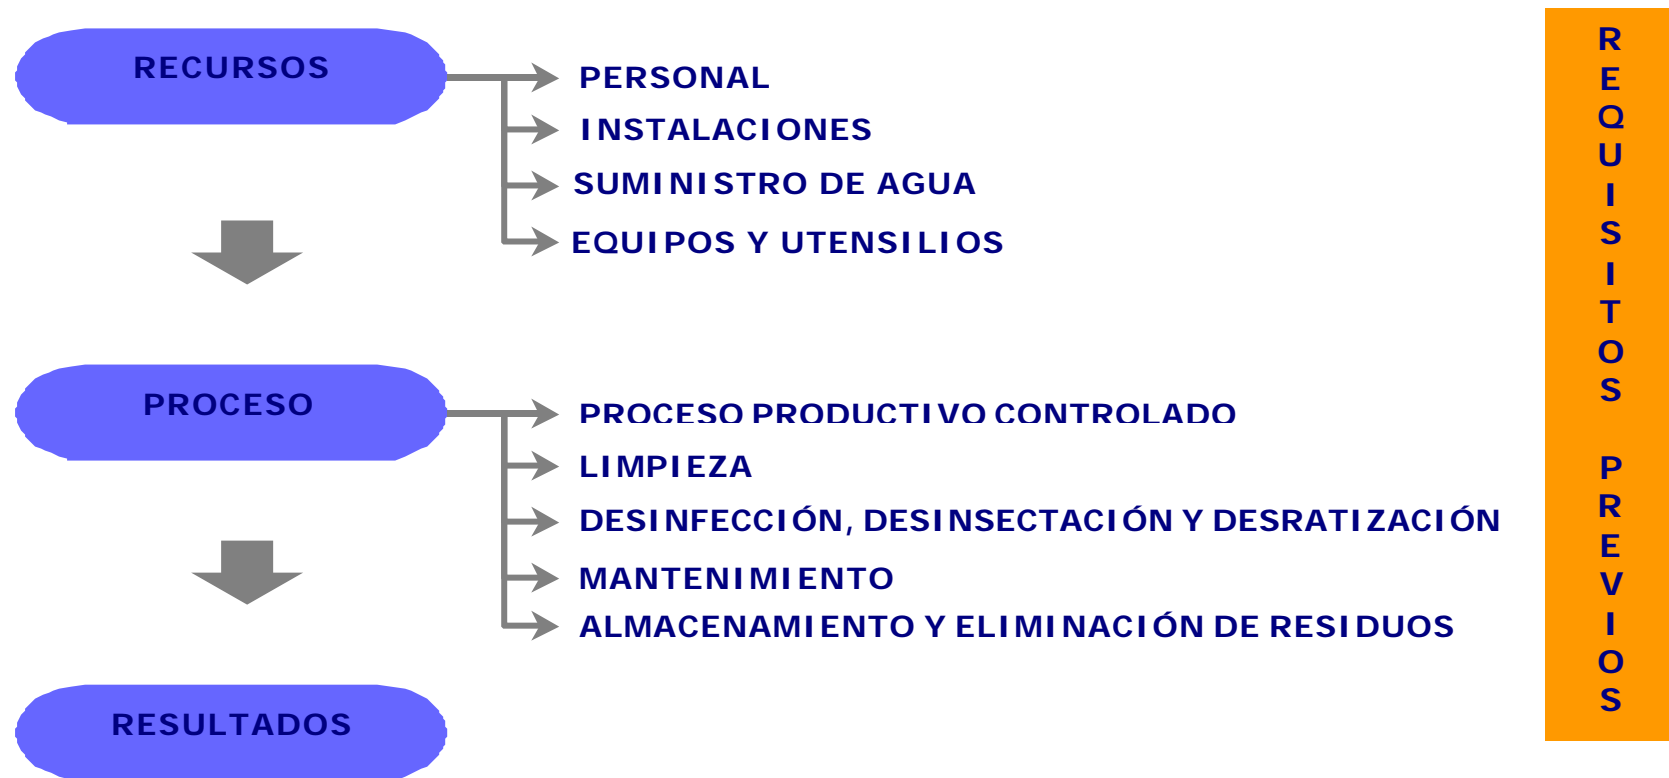 RECURSOS
PERSONAL
INSTALACIONES
SUMINISTRO DE AGUA
EQUIPOS Y UTENSILIOS
PROCESO
PROCESO PRODUCTIVO CONTROLADO
LIMPIEZA
DESINFECCIÓN, DESINSECTACIÓN Y DESRATIZACIÓN
MANTENIMIENTO
ALMACENAMIENTO Y ELIMINACIÓN DE RESIDUOS
RESULTADOS
REQUISITOS PREVIOS